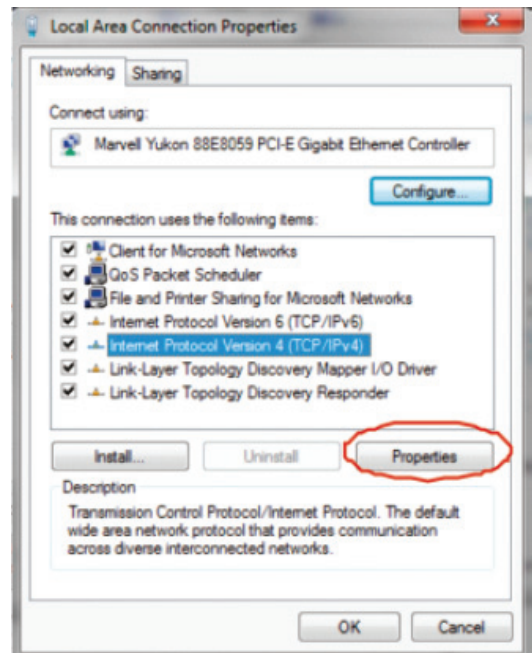 Local Area Connection Properties
Networking
Sharing
Connect using:
Marvell Yukon 88E8059 PCI-E Gigabit Ethernet Controller
Configure...
This connection uses the following items:
Client for Microsoft Networks
QoS Packet Scheduler
File and Printer Sharing for Microsoft Networks
Internet Protocol Version 6 (TCP/IPv6)
Internet Protocol Version 4 (TCP/IPv4)
Link-Layer Topology Discovery Mapper I/O Driver
Link-Layer Topology Discovery Responder
Install...
Uninstall
Properties
Description
Transmission Control Protocol/Internet Protocol. The default
wide area network protocol that provides communication
across diverse interconnected networks.
OK
Cancel